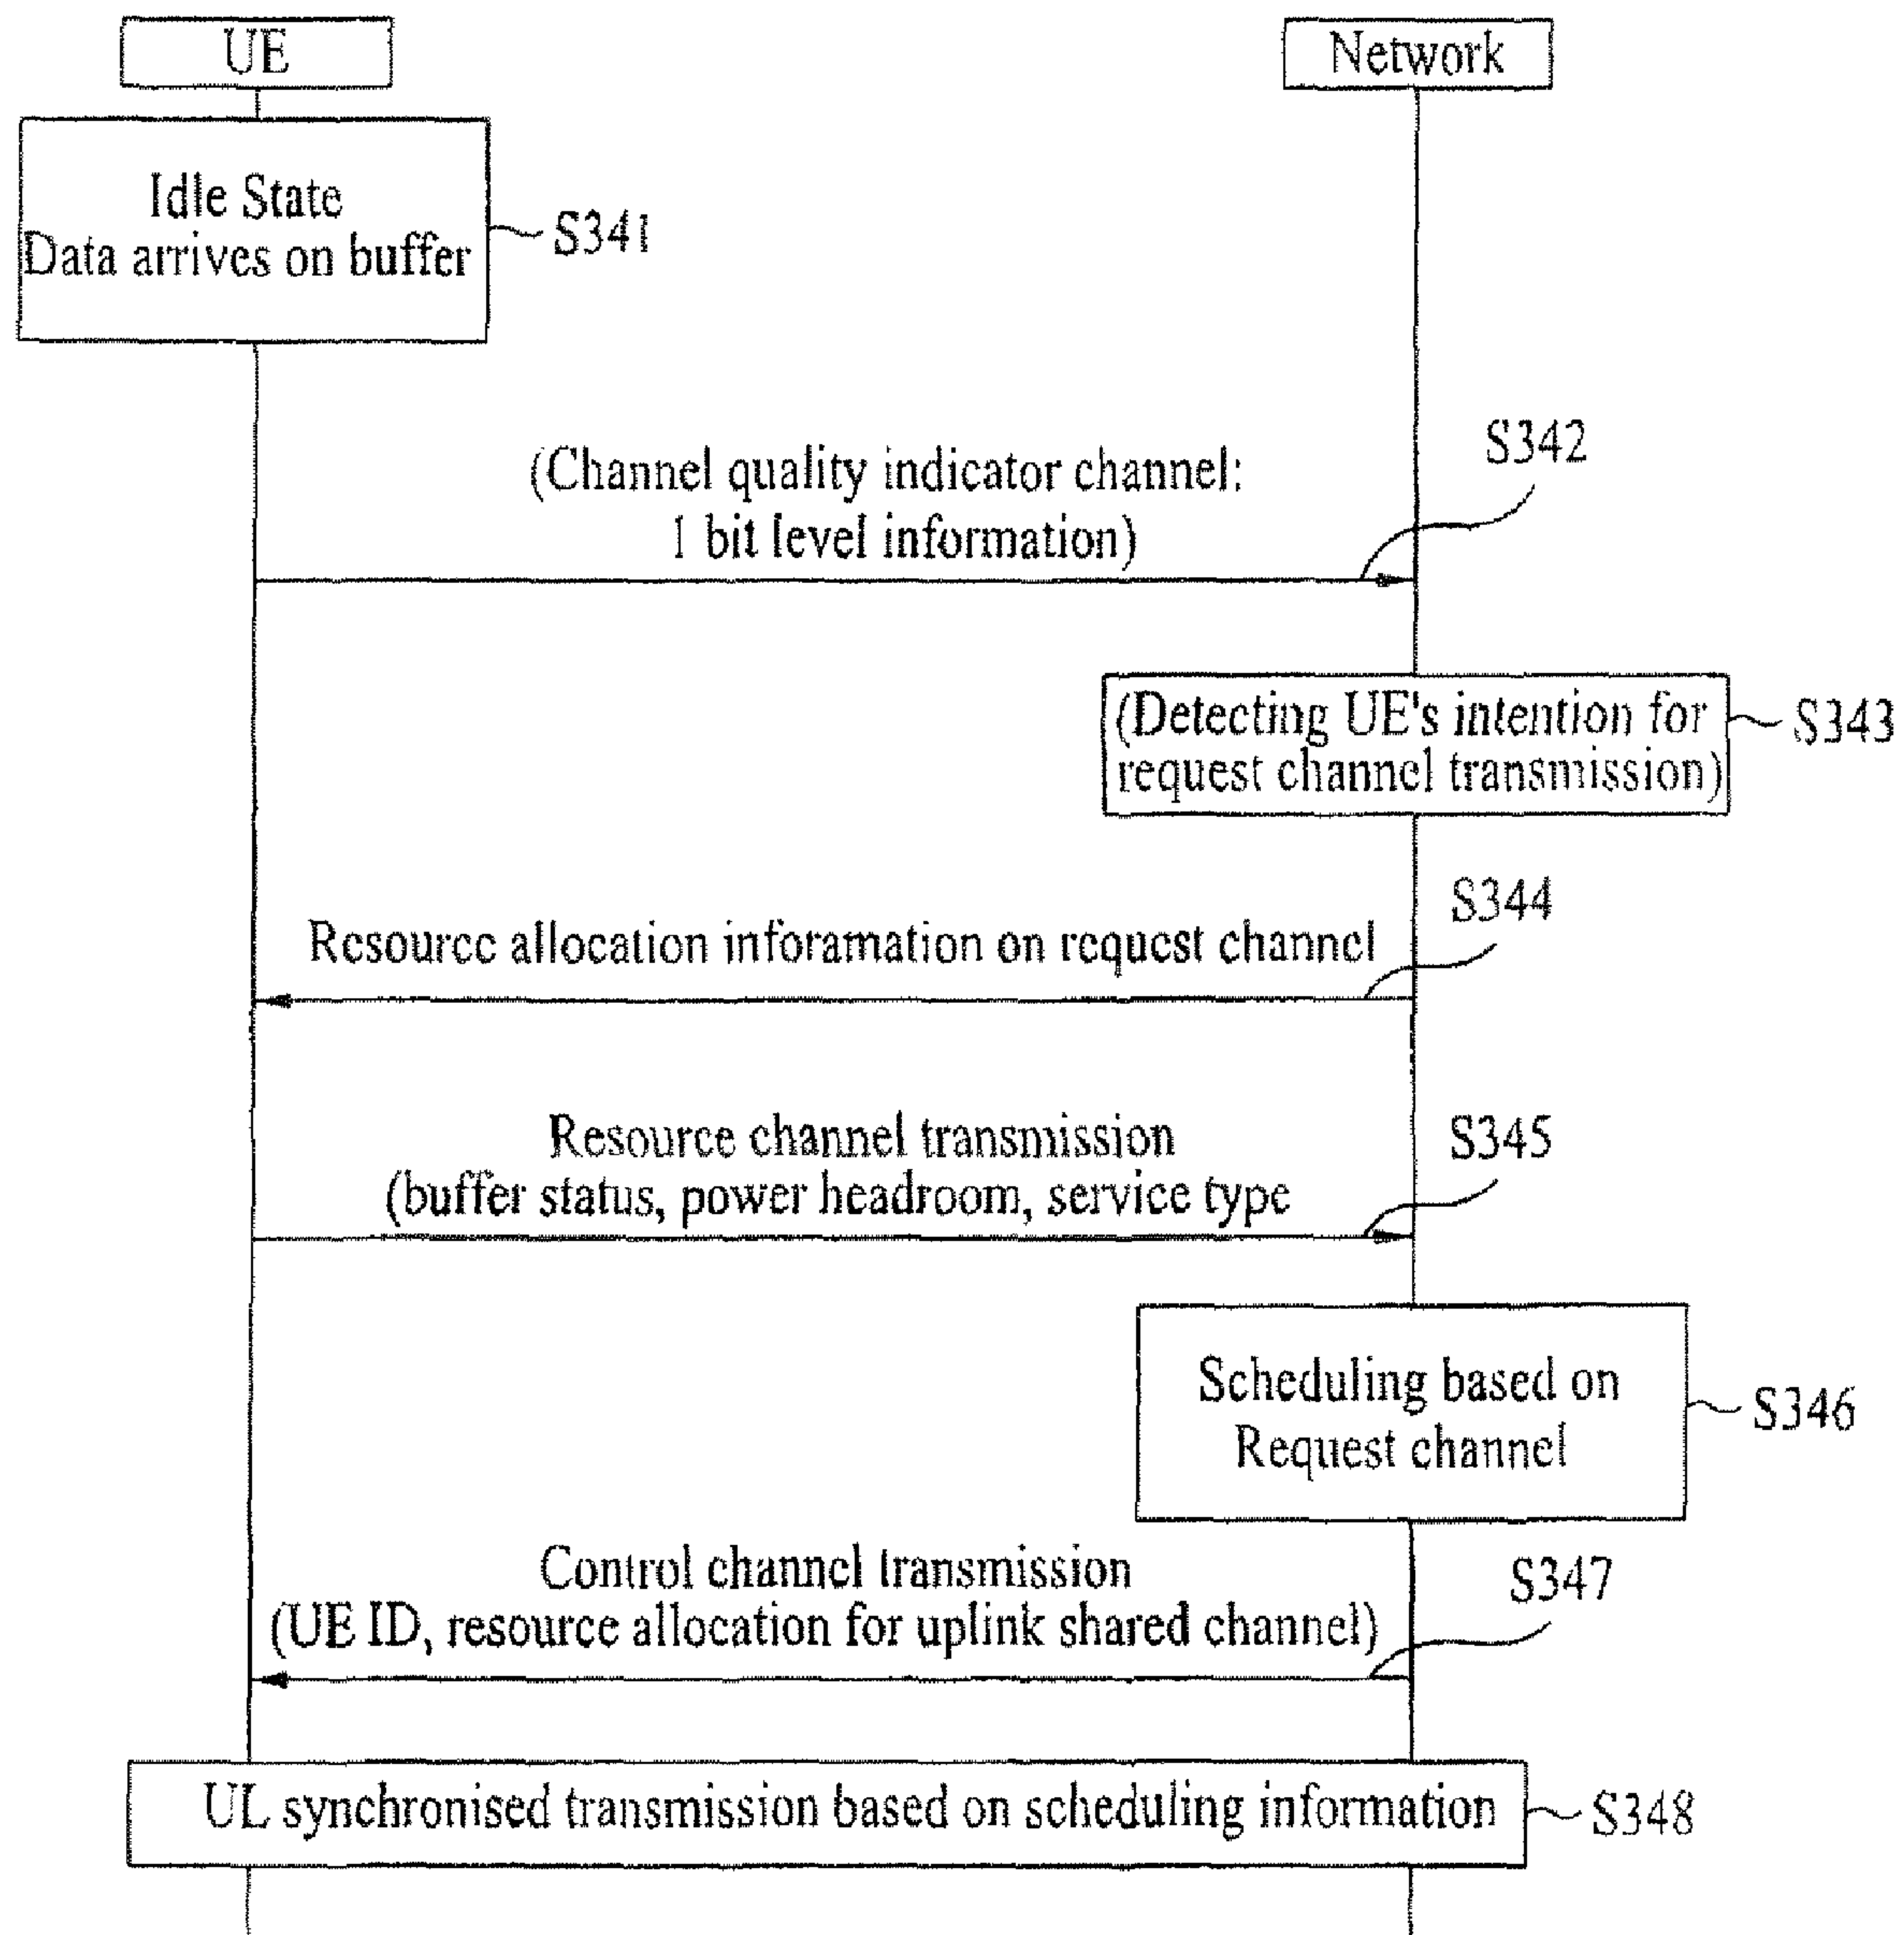 UE
Network
Idle State
Data arrives on buffer
S341
S342
(Channel quality indicator channel:
1 bit level information)
(Detecting UE's intention for
request channel transmission)
S343
S344
Resource allocation inforamation on request channel
Resource channel transmission
(buffer status, power headroom, service type
S345
Scheduling based on
Request channel
S346
Control channel transmission
(UE ID, resource allocation for uplink shared channel)
S347
UL synchronised transmission based on scheduling information
S348